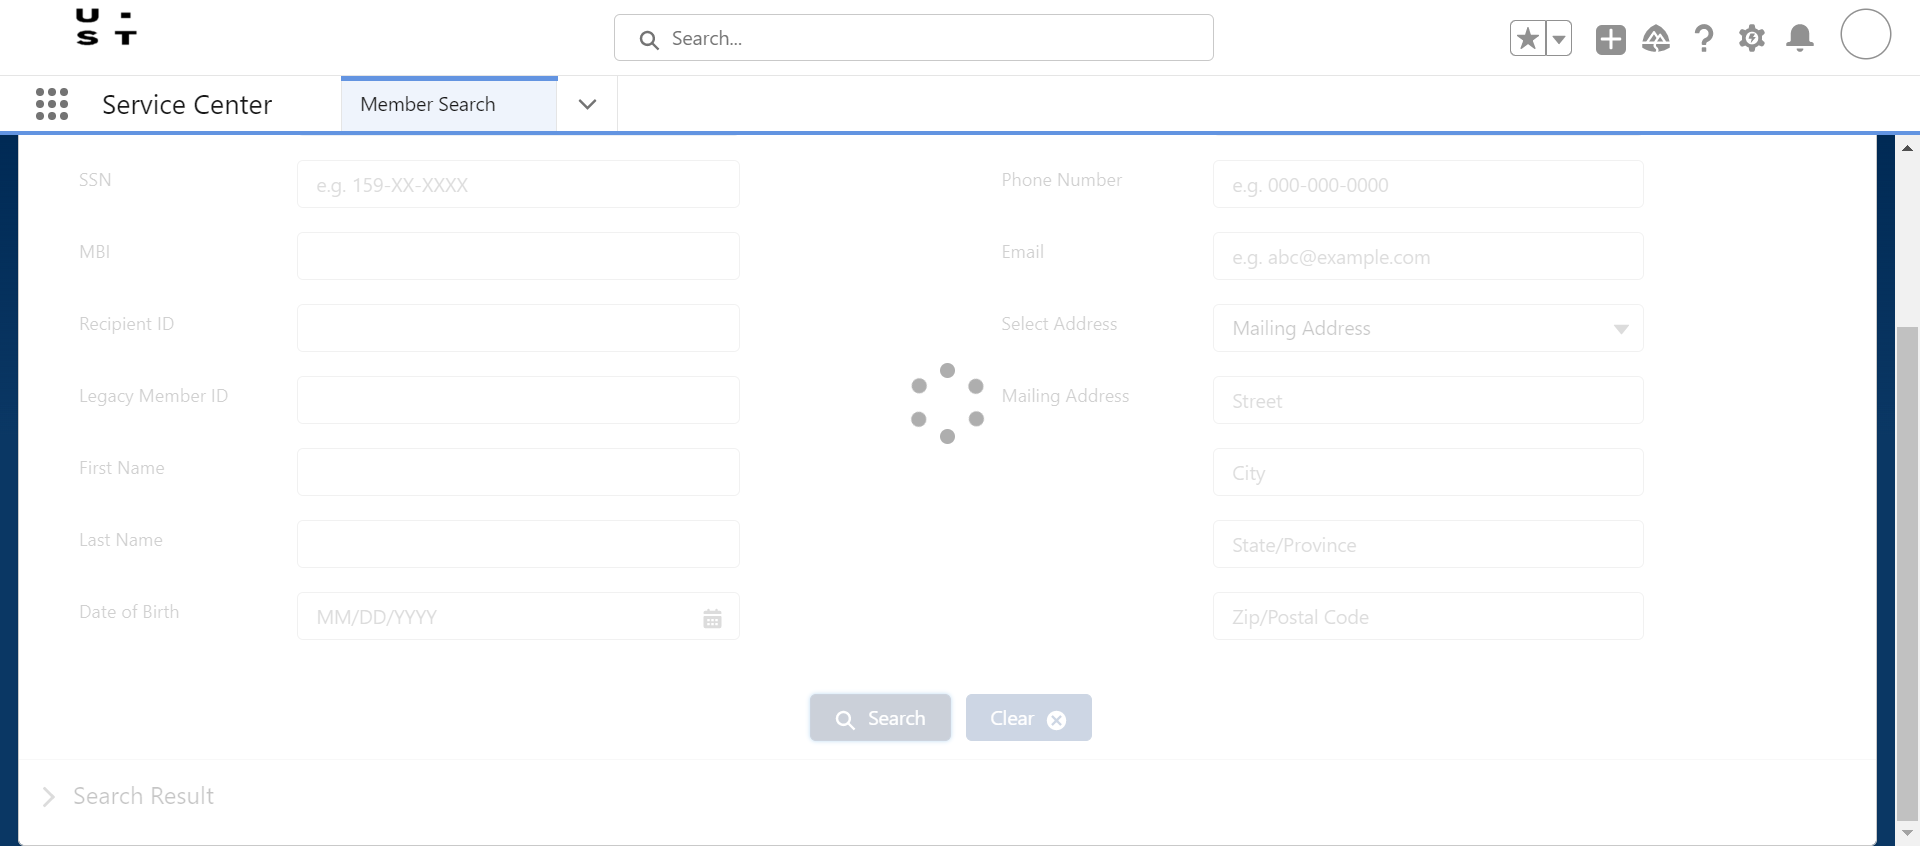 U -
S T
Search...
Service Center
Member Search
SSN
e.g. 159-XX-XXXX
Phone Number
e.g. 000-000-0000
MBI
Email
e.g. abc@example.com
Recipient ID
Select Address
Mailing Address
Legacy Member ID
Mailing Address
Street
First Name
City
Last Name
State/Province
Date of Birth
MM/DD/YYYY
Zip/Postal Code
Search
Clear
Search Result